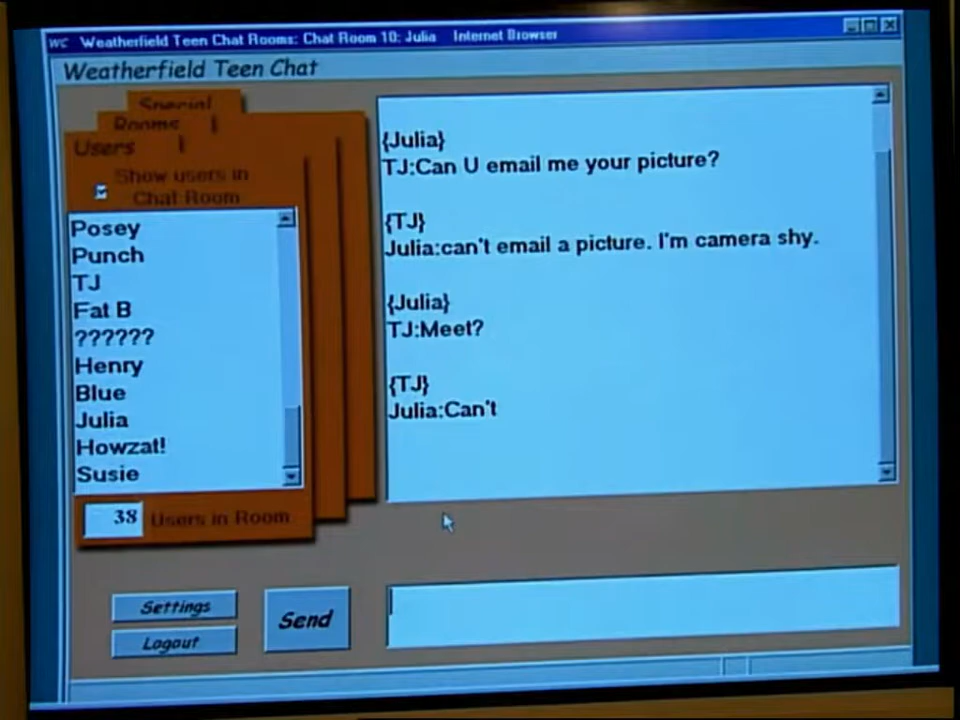 WC Weatherfield Teen Chat Rooms: Chat Room 10: Julia Internet Browser
Weatherfield Teen Chat
Special
Rooms
Users
Show users in
Chat Room
Posey
Punch
TJ
Fat B
??????
Henry
Blue
Julia
Howzat!
Susie
38 Users in Room
Settings
Logout
Send
{Julia}
TJ:Can U email me your picture?
{TJ}
Julia:can't email a picture. I'm camera shy.
{Julia}
TJ:Meet?
{TJ}
Julia:Can't